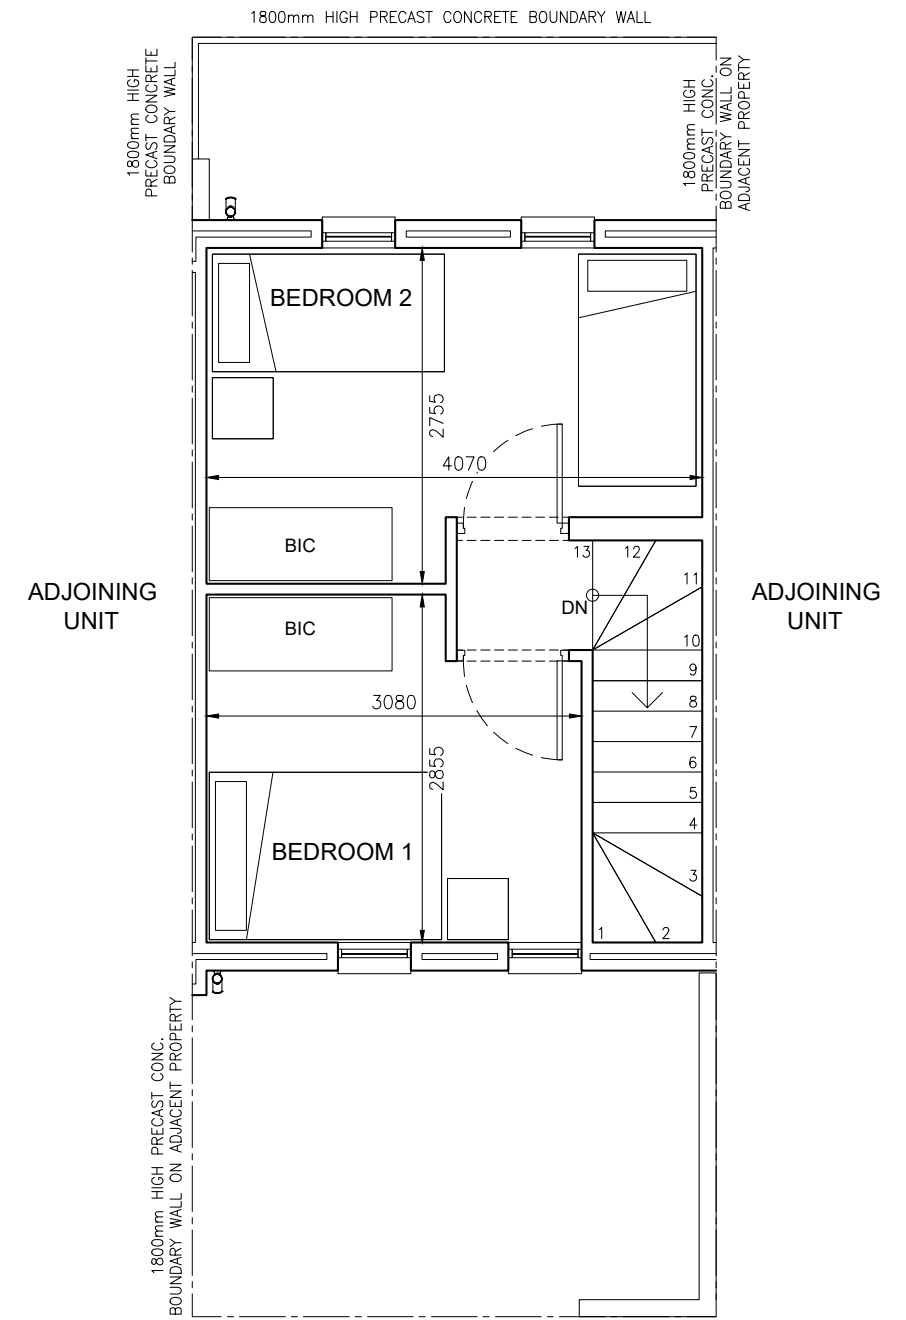 1800mm HIGH PRECAST CONCRETE BOUNDARY WALL
1800mm HIGH
PRECAST CONCRETE
BOUNDARY WALL
1800mm HIGH
PRECAST CONC.
BOUNDARY WALL ON
ADJACENT PROPERTY
BEDROOM 2
2755
4070
BIC
13
12
11
ADJOINING
UNIT
DN
ADJOINING
UNIT
BIC
10
9
8
3080
7
2855
6
5
4
BEDROOM 1
3
1
2
1800mm HIGH PRECAST CONC.
BOUNDARY WALL ON ADJACENT PROPERTY